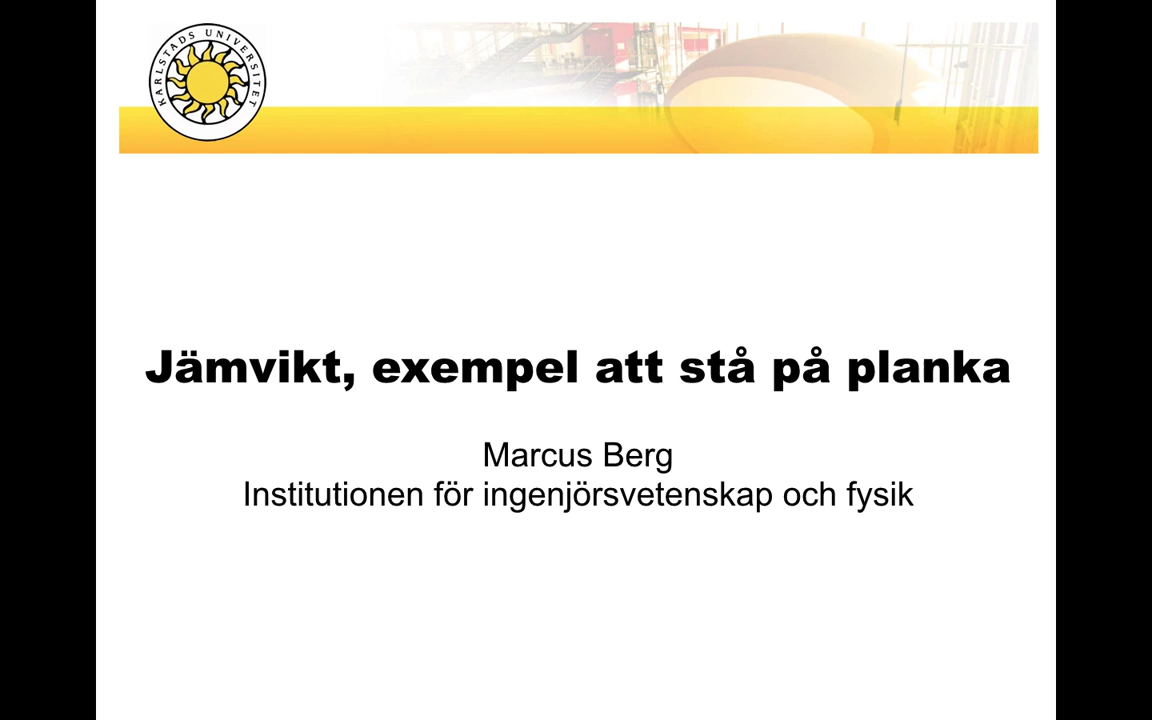 KARLSTADS UNIVERSITET
Jämvikt, exempel att stå på planka
Marcus Berg
Institutionen för ingenjörsvetenskap och fysik